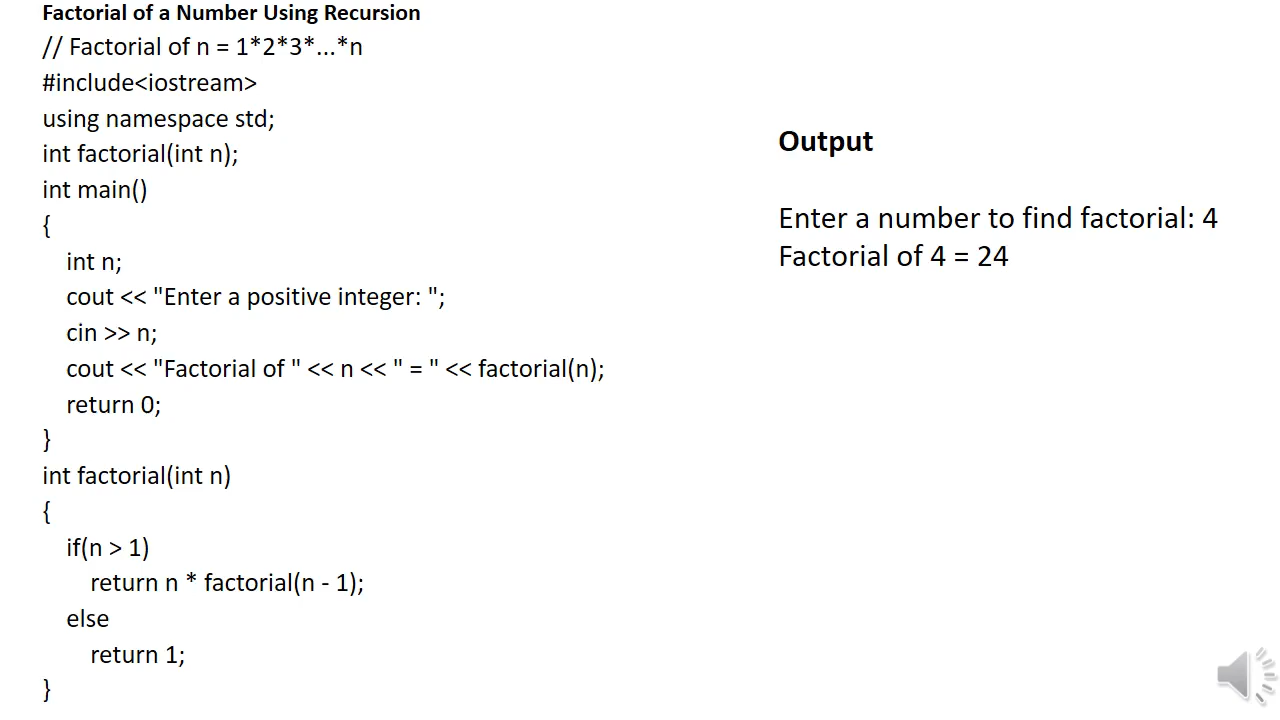 Factorial of a Number Using Recursion
// Factorial of n = 1*2*3*...*n
#include<iostream>
using namespace std;
int factorial(int n);
int main()
{
    int n;
    cout << "Enter a positive integer: ";
    cin >> n;
    cout << "Factorial of " << n << " = " << factorial(n);
    return 0;
}
int factorial(int n)
{
    if(n > 1)
        return n * factorial(n - 1);
    else
        return 1;
}
Output
Enter a number to find factorial: 4
Factorial of 4 = 24